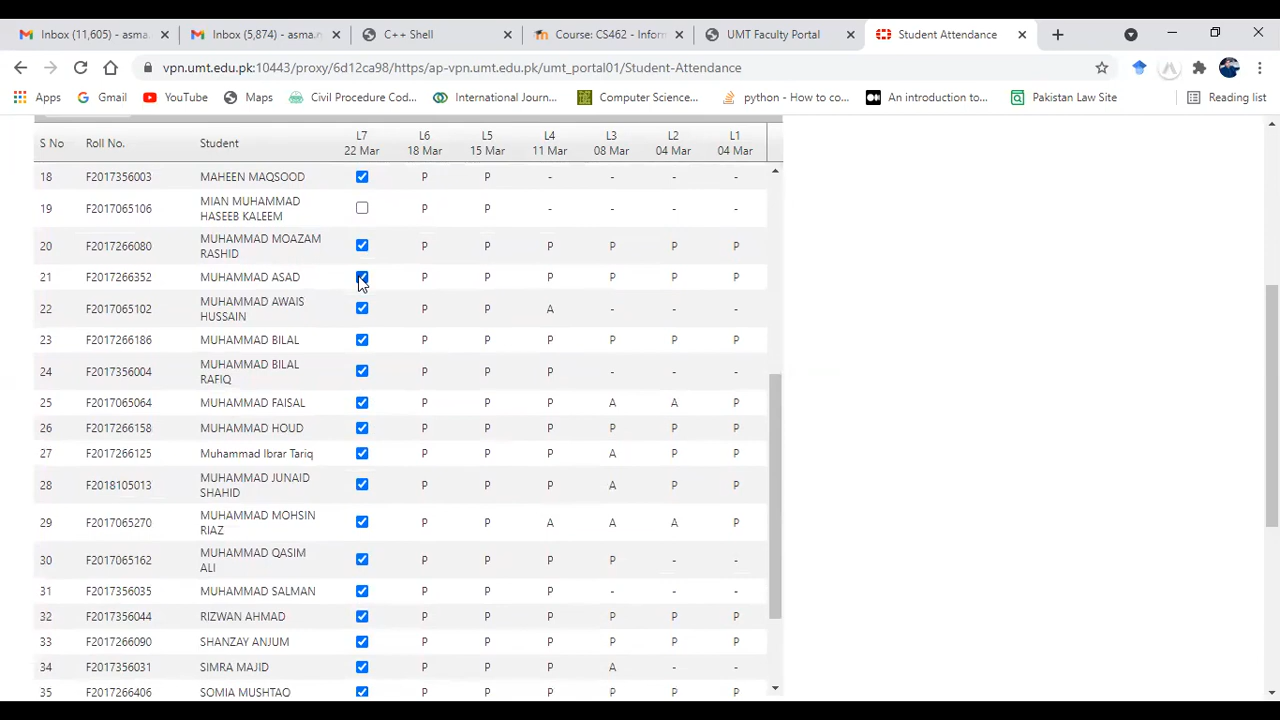 Inbox (11,605) - asma. Inbox (5,874) - asma.n C++ Shell Course: CS462 - Inforn UMT Faculty Portal Student Attendance
vpn.umt.edu.pk:10443/proxy/6d12ca98/https/ap-vpn.umt.edu.pk/umt_portal01/Student-Attendance
Apps Gmail YouTube Maps Civil Procedure Cod... International Journ... Computer Science... python - How to co... An introduction to... Pakistan Law Site Reading list
S No Roll No. Student L7 L6 L5 L4 L3 L2 L1
22 Mar 18 Mar 15 Mar 11 Mar 08 Mar 04 Mar 04 Mar
18 F2017356003 MAHEEN MAQSOOD P P - - - -
19 F2017065106 MIAN MUHAMMAD P P - - - -
HASEEB KALEEM
20 F2017266080 MUHAMMAD MOAZAM P P P P P P
RASHID
21 F2017266352 MUHAMMAD ASAD P P P P P P
22 F2017065102 MUHAMMAD AWAIS P P A - - -
HUSSAIN
23 F2017266186 MUHAMMAD BILAL P P P P P P
24 F2017356004 MUHAMMAD BILAL P P P - - -
RAFIQ
25 F2017065064 MUHAMMAD FAISAL P P P A A P
26 F2017266158 MUHAMMAD HOUD P P P P P P
27 F2017266125 Muhammad Ibrar Tariq P P P A P P
28 F2018105013 MUHAMMAD JUNAID P P P A P P
SHAHID
29 F2017065270 MUHAMMAD MOHSIN P P A A A P
RIAZ
30 F2017065162 MUHAMMAD QASIM P P P P - -
ALI
31 F2017356035 MUHAMMAD SALMAN P P P - - -
32 F2017356044 RIZWAN AHMAD P P P P P P
33 F2017266090 SHANZAY ANJUM P P P P P P
34 F2017356031 SIMRA MAJID P P P A - -
35 F2017266406 SOMIA MUSHTAQ P P P P P P